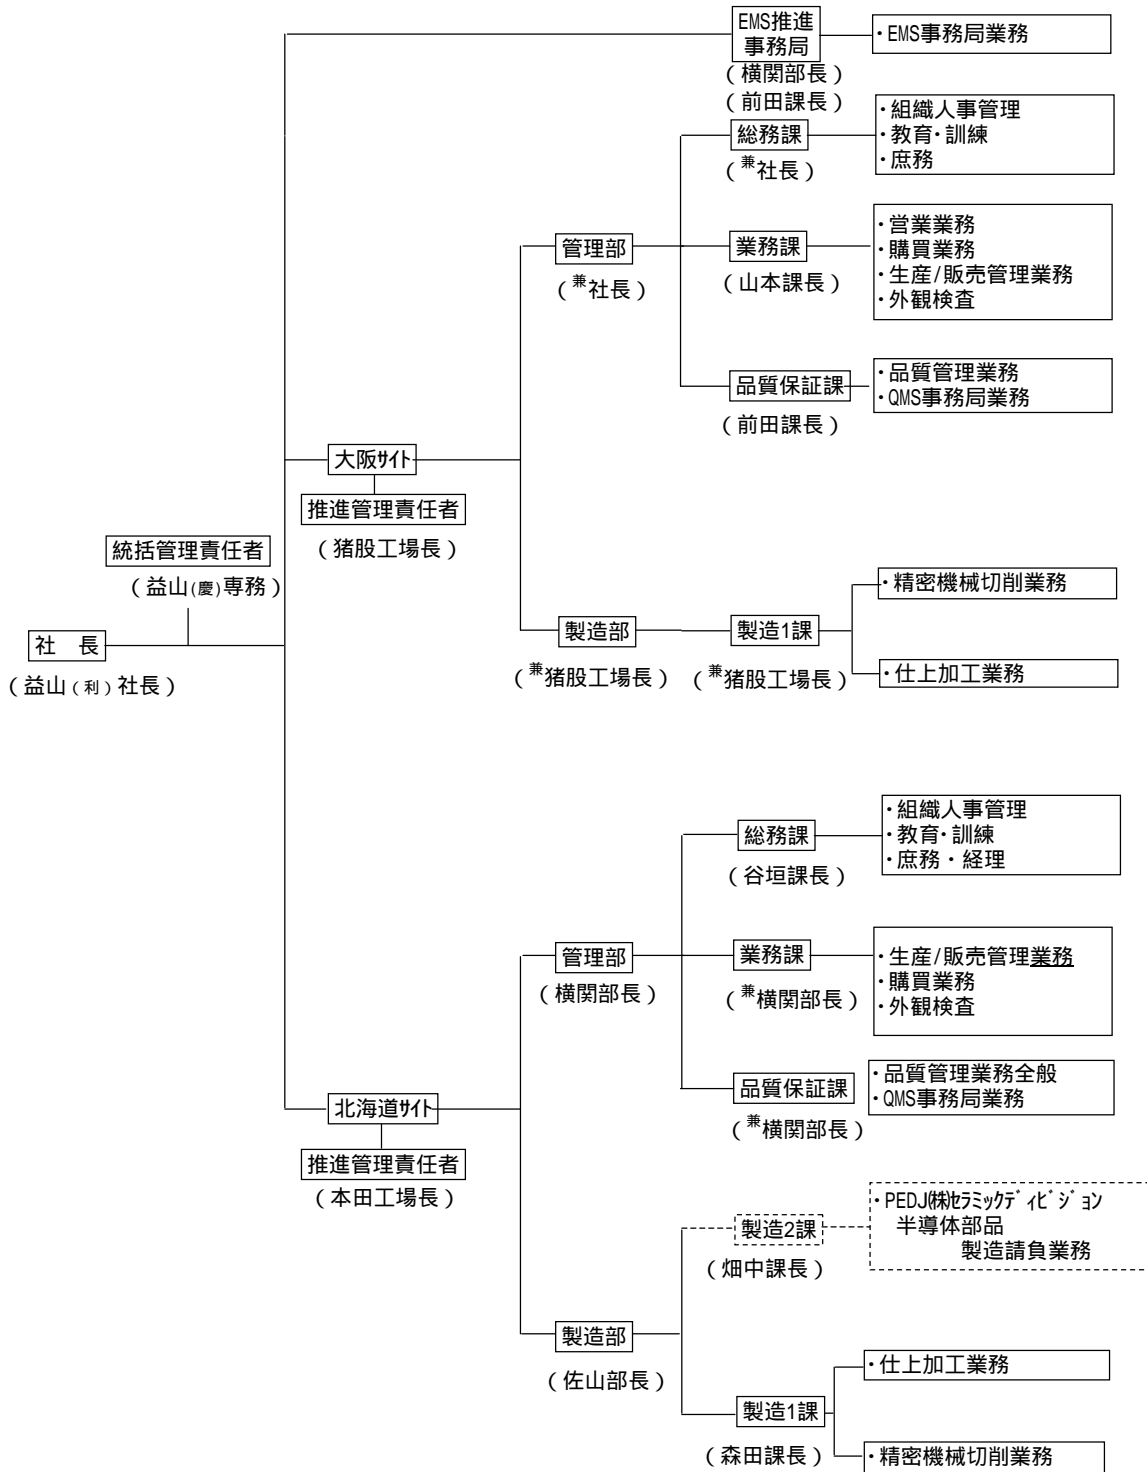 EMS推進
事務局
・EMS事務局業務
(横関部長)
(前田課長)
総務課
(兼社長)
・組織人事管理
・教育・訓練
・庶務
管理部
(兼社長)
業務課
(山本課長)
・営業業務
・購買業務
・生産/販売管理業務
・外観検査
品質保証課
(前田課長)
・品質管理業務
・QMS事務局業務
大阪サイト
推進管理責任者
(猪股工場長)
統括管理責任者
(益山(慶)専務)
社 長
(益山(利)社長)
製造部
(兼猪股工場長)
製造1課
(兼猪股工場長)
・精密機械切削業務
・仕上加工業務
総務課
(谷垣課長)
・組織人事管理
・教育・訓練
・庶務・経理
管理部
(横関部長)
業務課
(兼横関部長)
・生産/販売管理業務
・購買業務
・外観検査
品質保証課
(兼横関部長)
・品質管理業務全般
・QMS事務局業務
北海道サイト
推進管理責任者
(本田工場長)
製造2課
(畑中課長)
・PEDJ(株)セラミックディビジョン
半導体部品
製造請負業務
製造部
(佐山部長)
製造1課
(森田課長)
・仕上加工業務
・精密機械切削業務